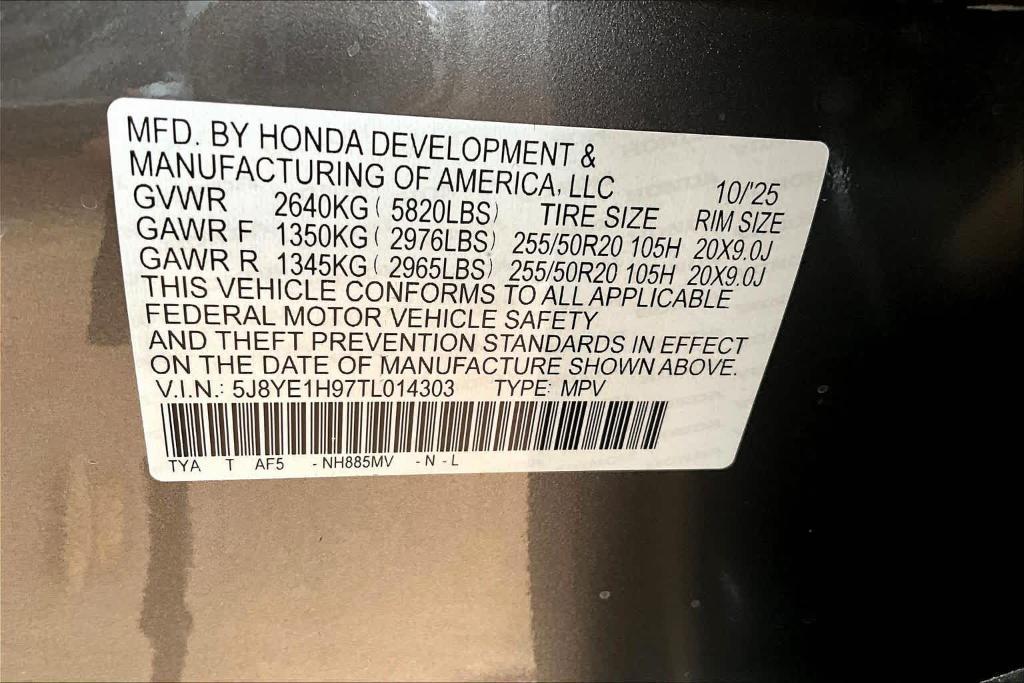 MFD. BY HONDA DEVELOPMENT &
MANUFACTURING OF AMERICA, LLC 10/'25
GVWR 2640KG ( 5820LBS) TIRE SIZE RIM SIZE
GAWR F 1350KG ( 2976LBS) 255/50R20 105H 20X9.0J
GAWR R 1345KG ( 2965LBS) 255/50R20 105H 20X9.0J
THIS VEHICLE CONFORMS TO ALL APPLICABLE
FEDERAL MOTOR VEHICLE SAFETY
AND THEFT PREVENTION STANDARDS IN EFFECT
ON THE DATE OF MANUFACTURE SHOWN ABOVE.
V.I.N.: 5J8YE1H97TL014303 TYPE: MPV
TYA T AF5 - NH885MV - N - L